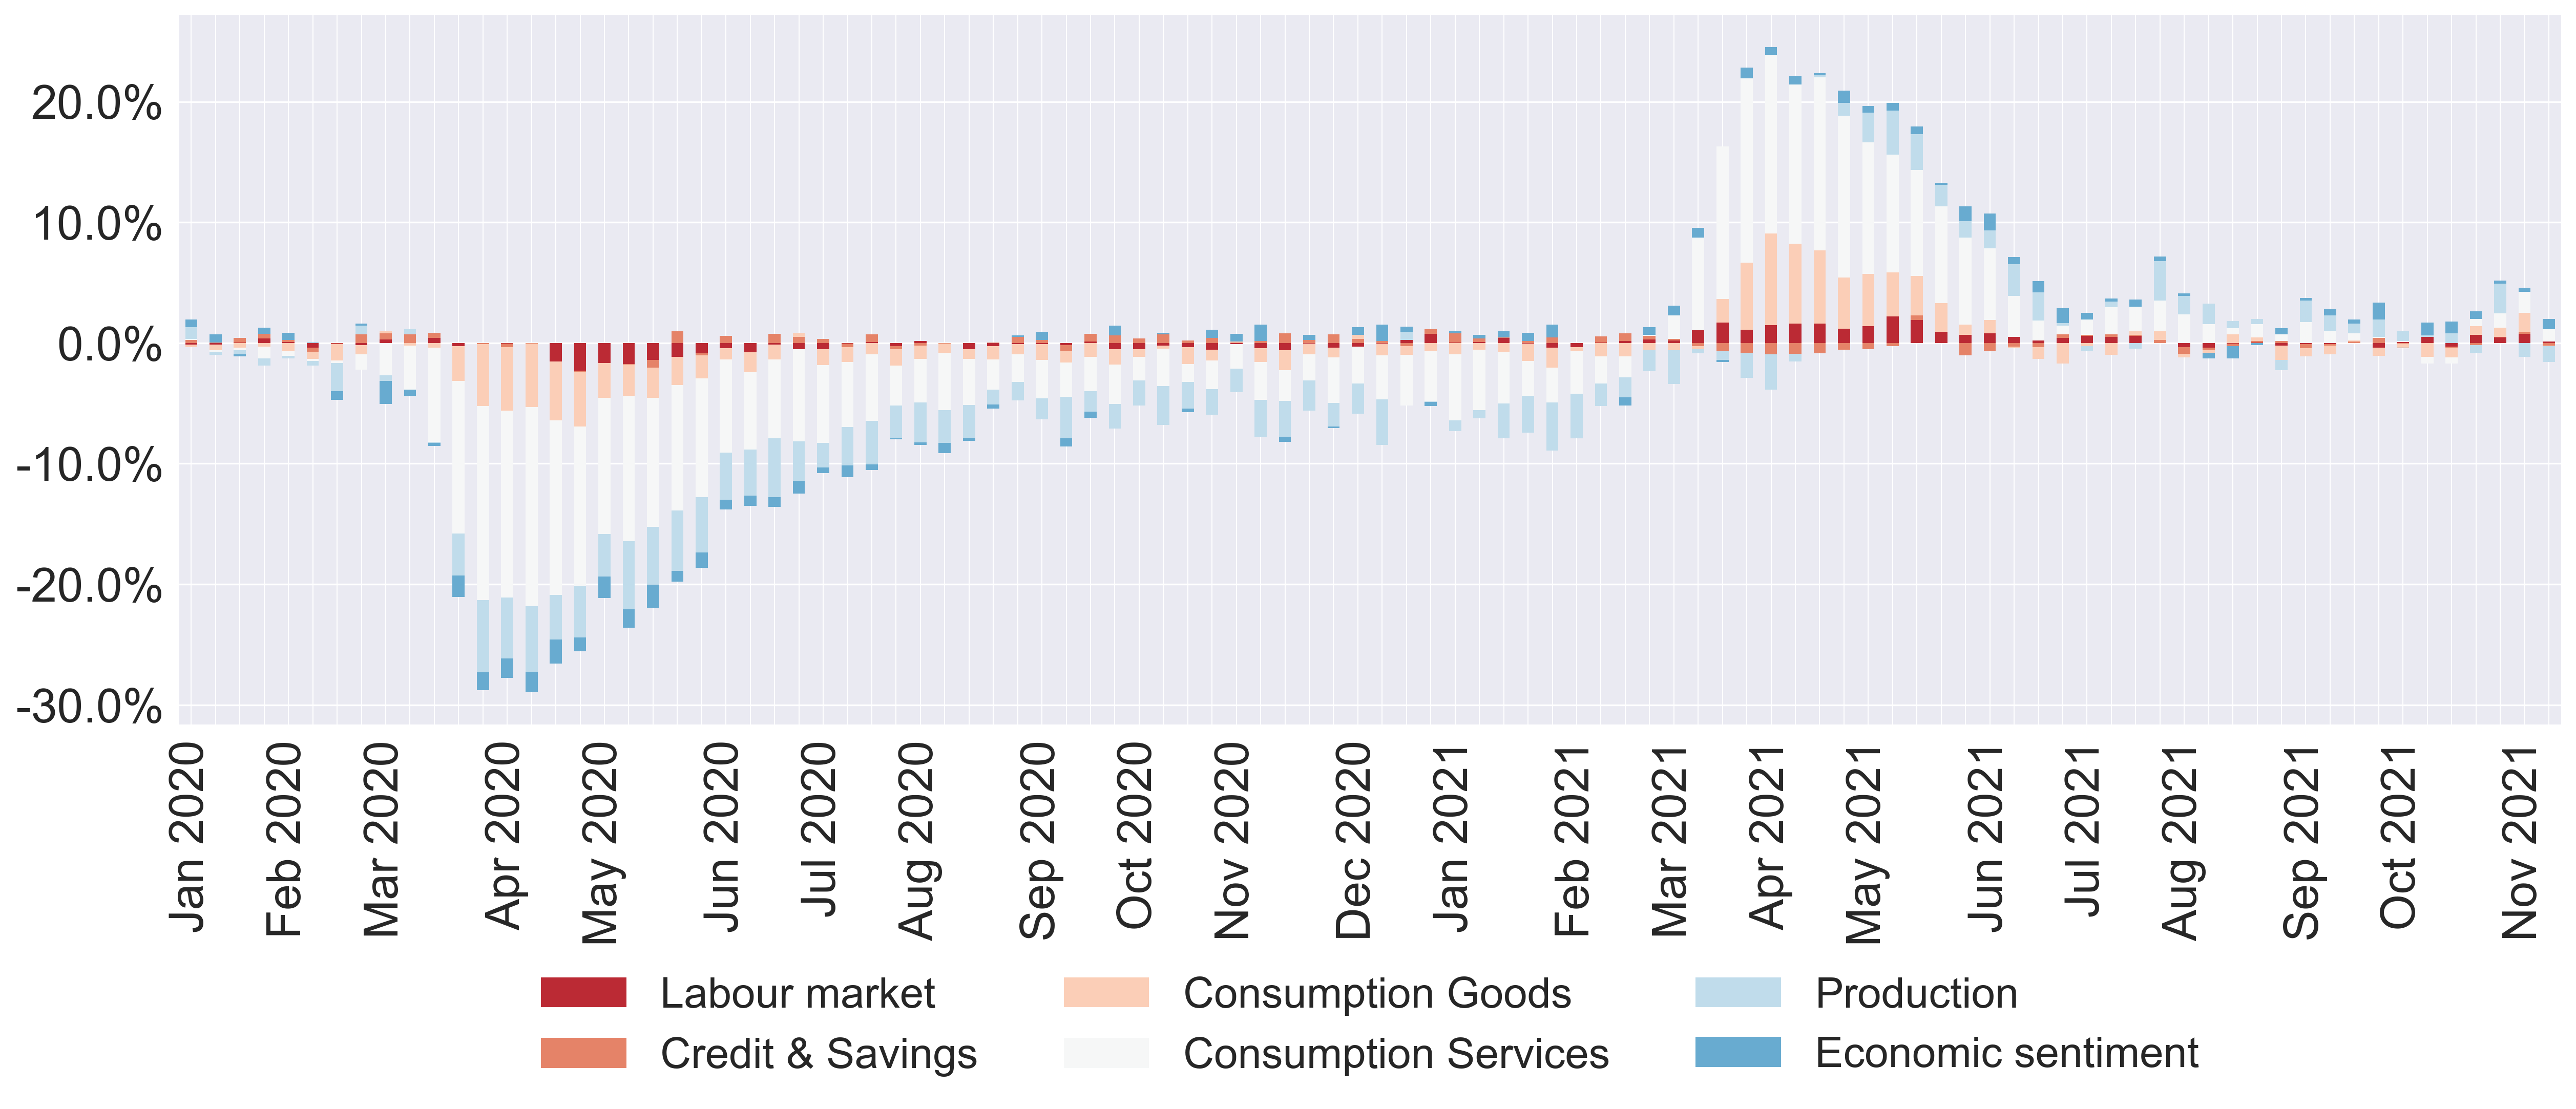 20.0%
10.0%
0.0%
-10.0%
-20.0%
-30.0%
Jan 2020
Feb 2020
Mar 2020
Apr 2020
May 2020
Jun 2020
Jul 2020
Aug 2020
Sep 2020
Oct 2020
Nov 2020
Dec 2020
Jan 2021
Feb 2021
Mar 2021
Apr 2021
May 2021
Jun 2021
Jul 2021
Aug 2021
Sep 2021
Oct 2021
Nov 2021
Labour market
Consumption Goods
Production
Credit & Savings
Consumption Services
Economic sentiment